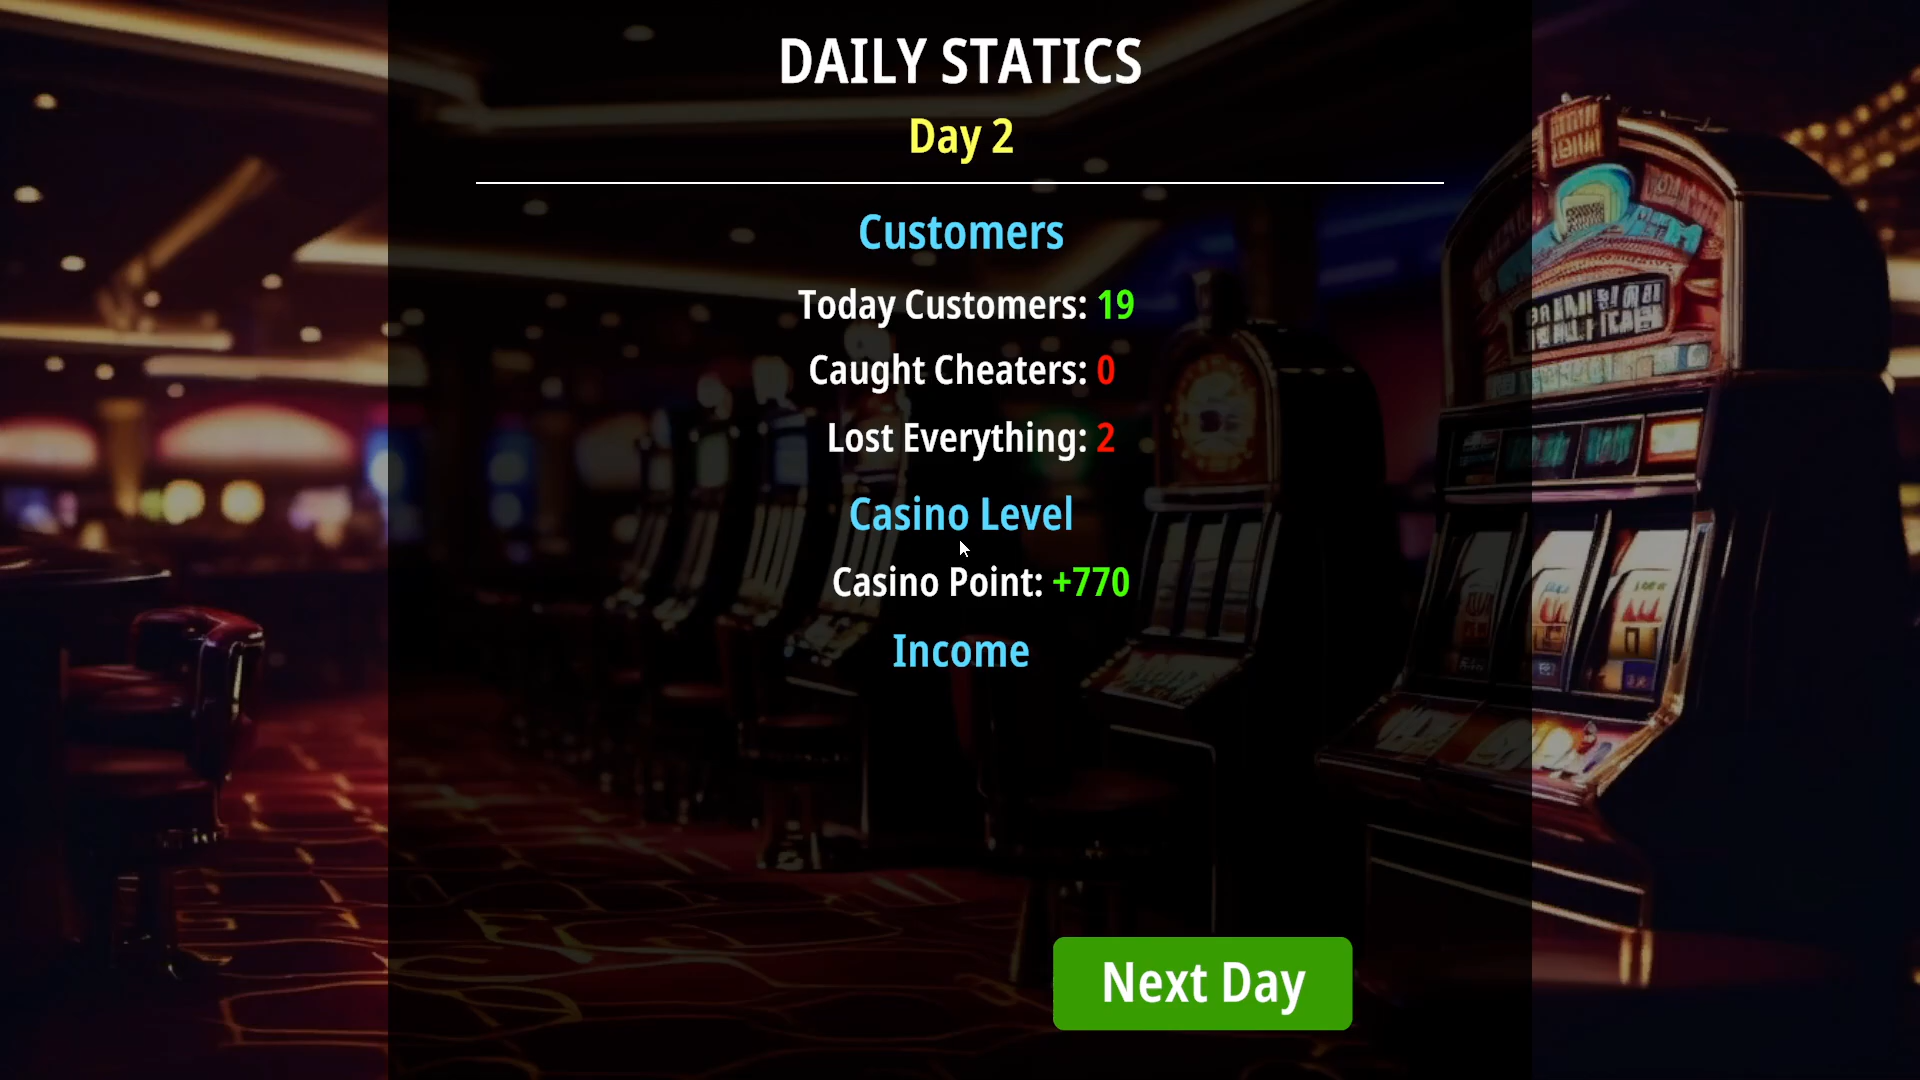 DAILY STATICS
Day 2
Customers
Today Customers: 19
Caught Cheaters: 0
Lost Everything: 2
Casino Level
Casino Point: +770
Income
Next Day